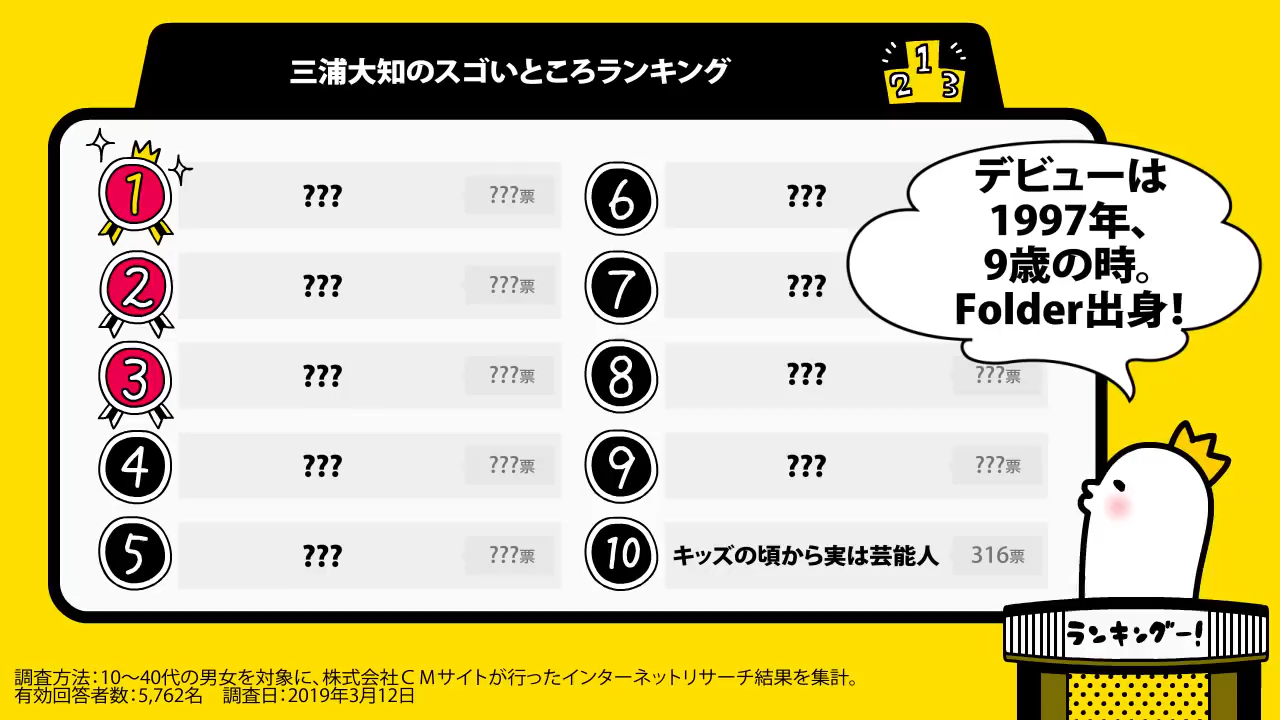 三浦大知のスゴいところランキング
1
2
3
1
???
???票
2
???
???票
3
???
???票
4
???
???票
5
???
???票
6
???
7
???
8
???
???票
9
???
???票
10
キッズの頃から実は芸能人
316票
デビューは
1997年、
9歳の時。
Folder出身!
ランキングー!
調査方法：10〜40代の男女を対象に、株式会社ＣＭサイトが行ったインターネットリサーチ結果を集計。
有効回答者数：5,762名　調査日：2019年3月12日